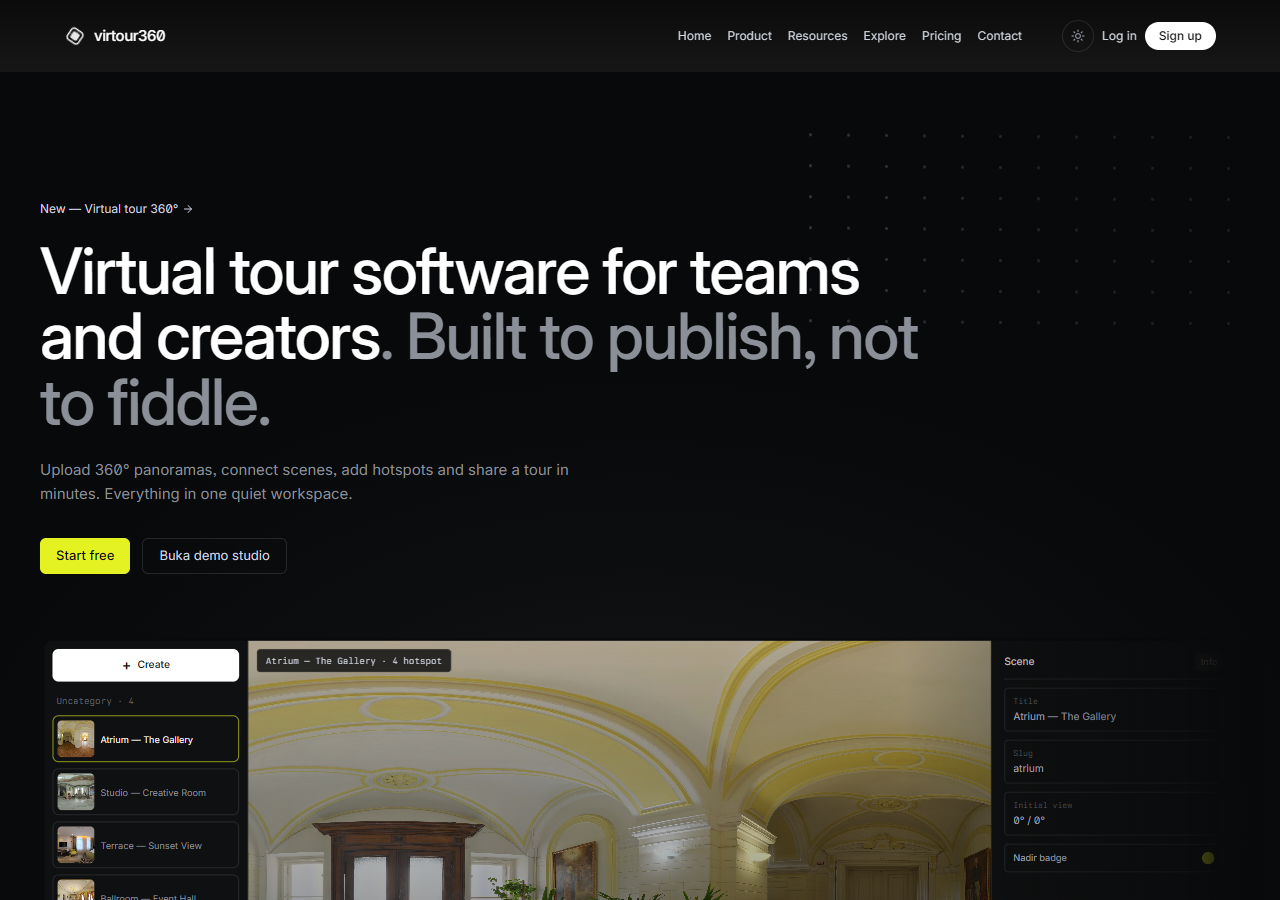 virtour360
Home Product Resources Explore Pricing Contact Log in Sign up
New — Virtual tour 360° →
Virtual tour software for teams
and creators. Built to publish, not
to fiddle.
Upload 360° panoramas, connect scenes, add hotspots and share a tour in
minutes. Everything in one quiet workspace.
Start free Buka demo studio
+ Create
Uncategory · 4
Atrium — The Gallery
Studio — Creative Room
Terrace — Sunset View
Ballroom — Event Hall
Atrium — The Gallery · 4 hotspot
Scene Info
Title
Atrium — The Gallery
Slug
atrium
Initial view
0° / 0°
Nadir badge